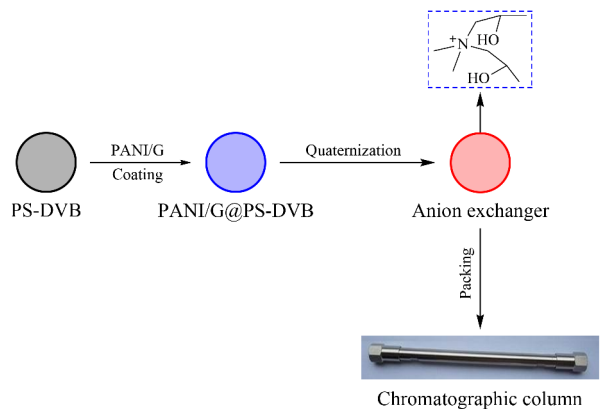 +
N
HO
HO
PANI/G
Coating
Quaternization
PS-DVB
PANI/G@PS-DVB
Anion exchanger
Packing
Chromatographic column